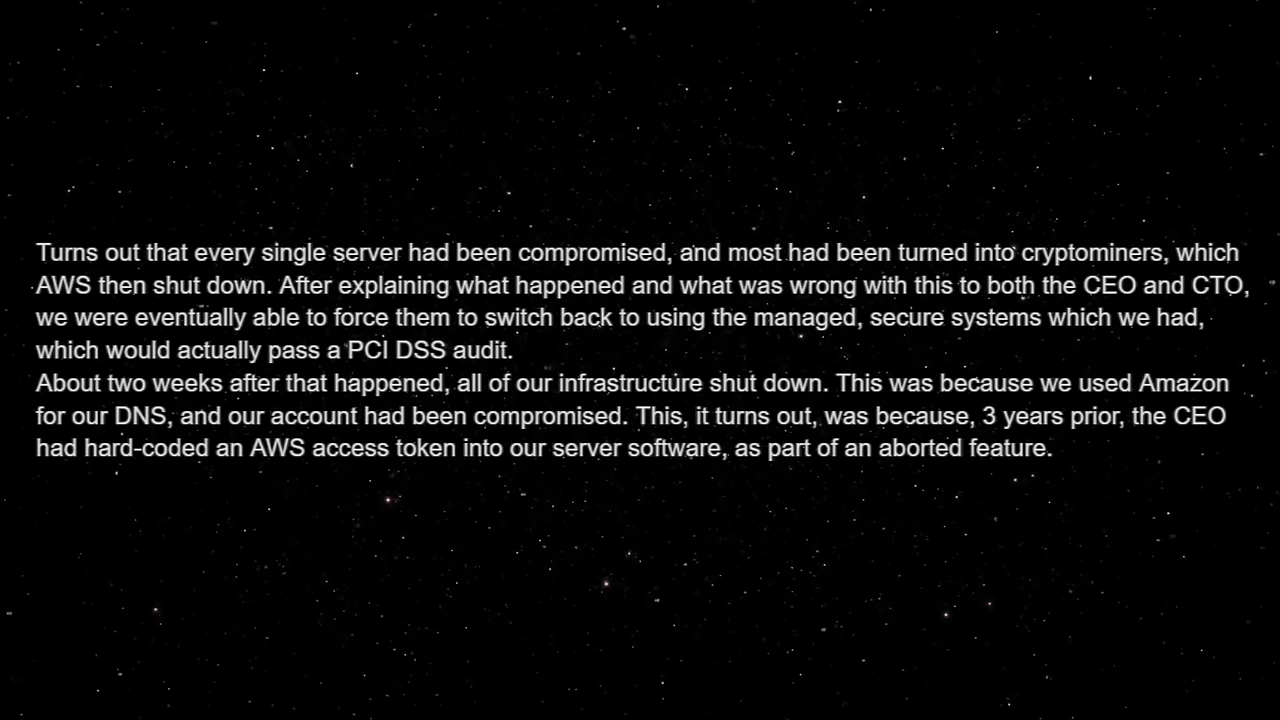 Turns out that every single server had been compromised, and most had been turned into cryptominers, which
AWS then shut down. After explaining what happened and what was wrong with this to both the CEO and CTO,
we were eventually able to force them to switch back to using the managed, secure systems which we had,
which would actually pass a PCI DSS audit.
About two weeks after that happened, all of our infrastructure shut down. This was because we used Amazon
for our DNS, and our account had been compromised. This, it turns out, was because, 3 years prior, the CEO
had hard-coded an AWS access token into our server software, as part of an aborted feature.